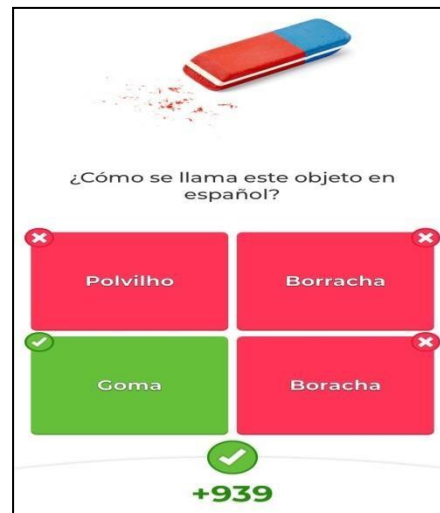 ¿Cómo se llama este objeto en
español?
Polvilho
Borracha
Goma
Boracha
+939